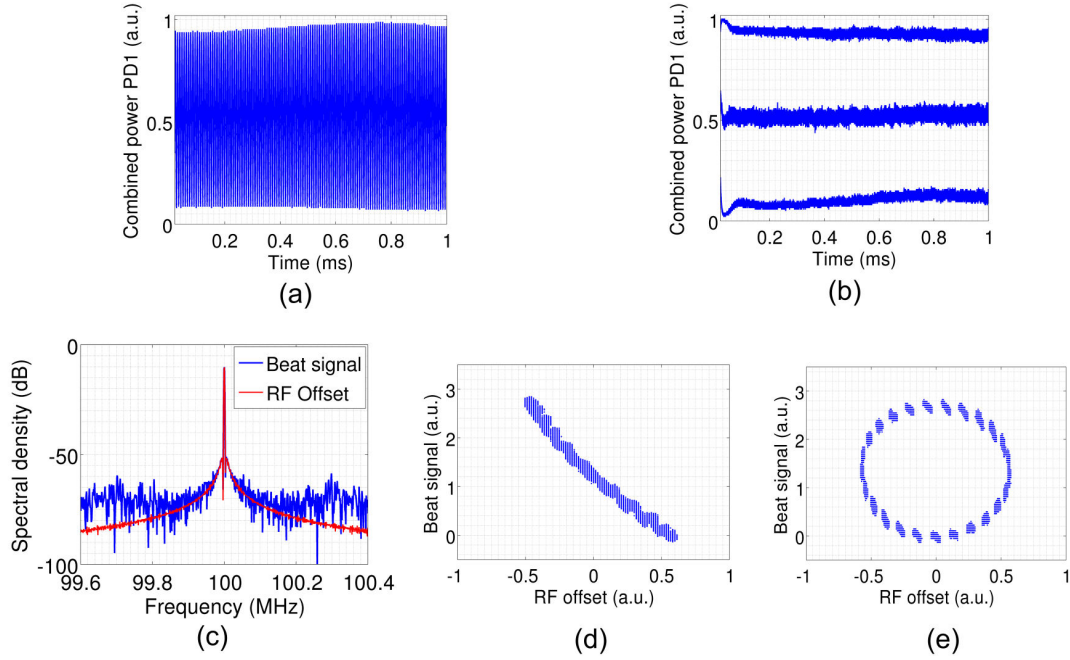 Combined power PD1 (a.u.)
1
0.5
0
0.2 0.4 0.6 0.8 1
Time (ms)
(a)
Combined power PD1 (a.u.)
1
0.5
0
0.2 0.4 0.6 0.8 1
Time (ms)
(b)
Spectral density (dB)
0
-50
-100
Beat signal
RF Offset
99.6 99.8 100 100.2 100.4
Frequency (MHz)
(c)
Beat signal (a.u.)
3
2
1
0
-1 -0.5 0 0.5 1
RF offset (a.u.)
(d)
Beat signal (a.u.)
3
2
1
0
-1 -0.5 0 0.5 1
RF offset (a.u.)
(e)